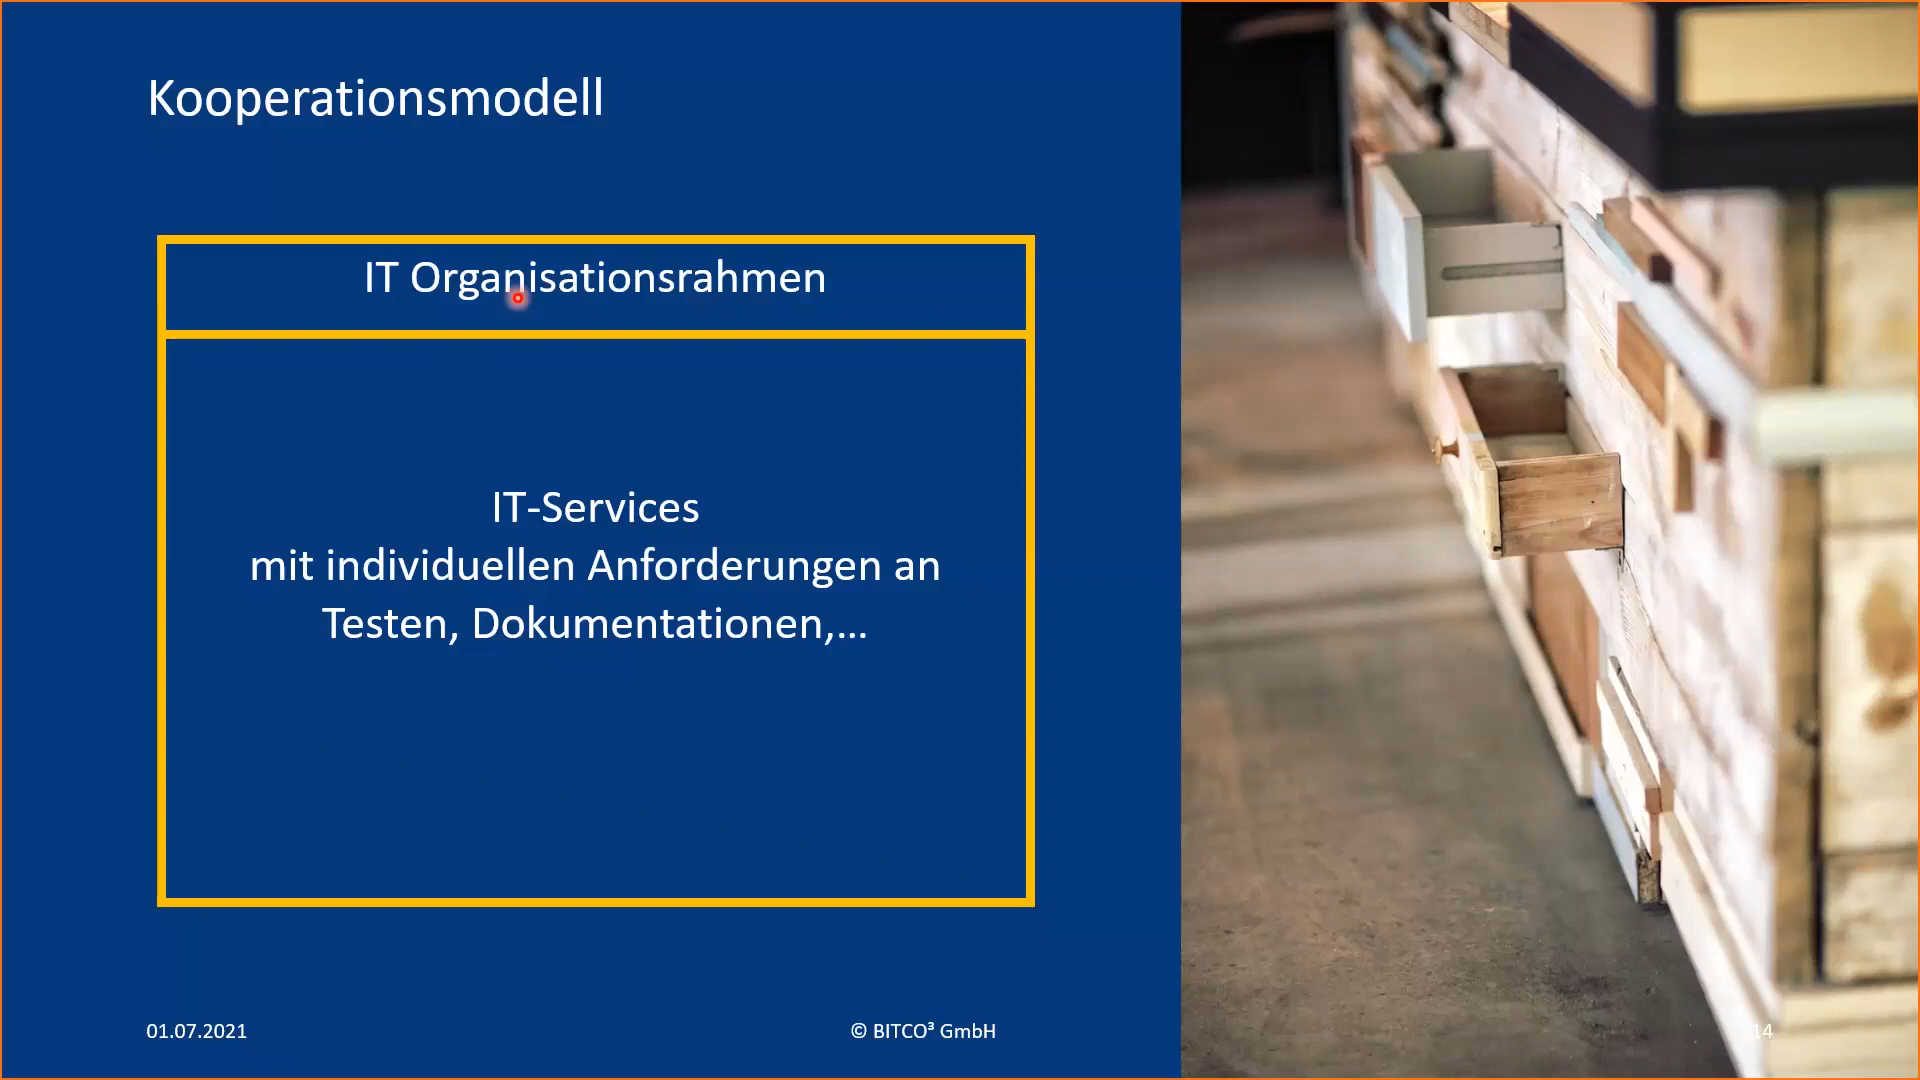 Kooperationsmodell
IT Organisationsrahmen
IT-Services
mit individuellen Anforderungen an
Testen, Dokumentationen,...
01.07.2021
© BITCO³ GmbH
14